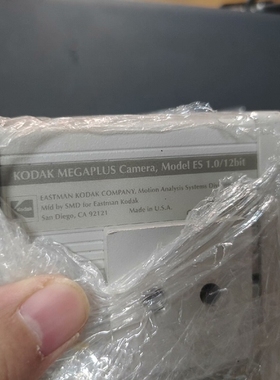 KODAK MEGAPLUS Camera, Model ES 1.0/12bit
EASTMAN KODAK COMPANY, Motion Analysis Systems
Mfd by SMD for Eastman Kodak
San Diego, CA 92121 Made in U.S.A.